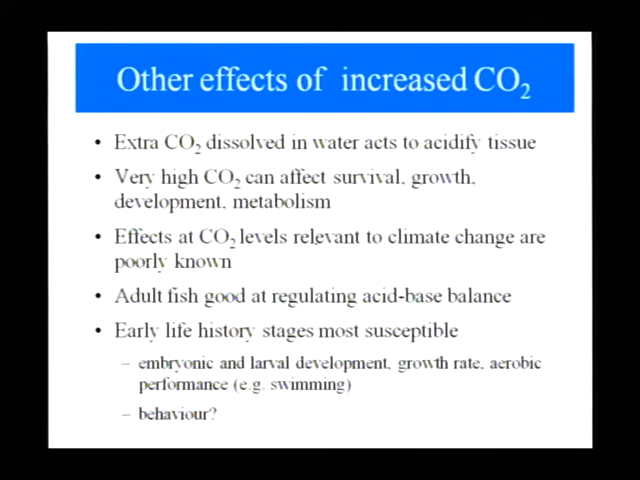 Other effects of increased CO₂
• Extra CO₂ dissolved in water acts to acidify tissue
• Very high CO₂ can affect survival, growth,
development, metabolism
• Effects at CO₂ levels relevant to climate change are
poorly known
• Adult fish good at regulating acid-base balance
• Early life history stages most susceptible
– embryonic and larval development, growth rate, aerobic
performance (e.g. swimming)
– behaviour?